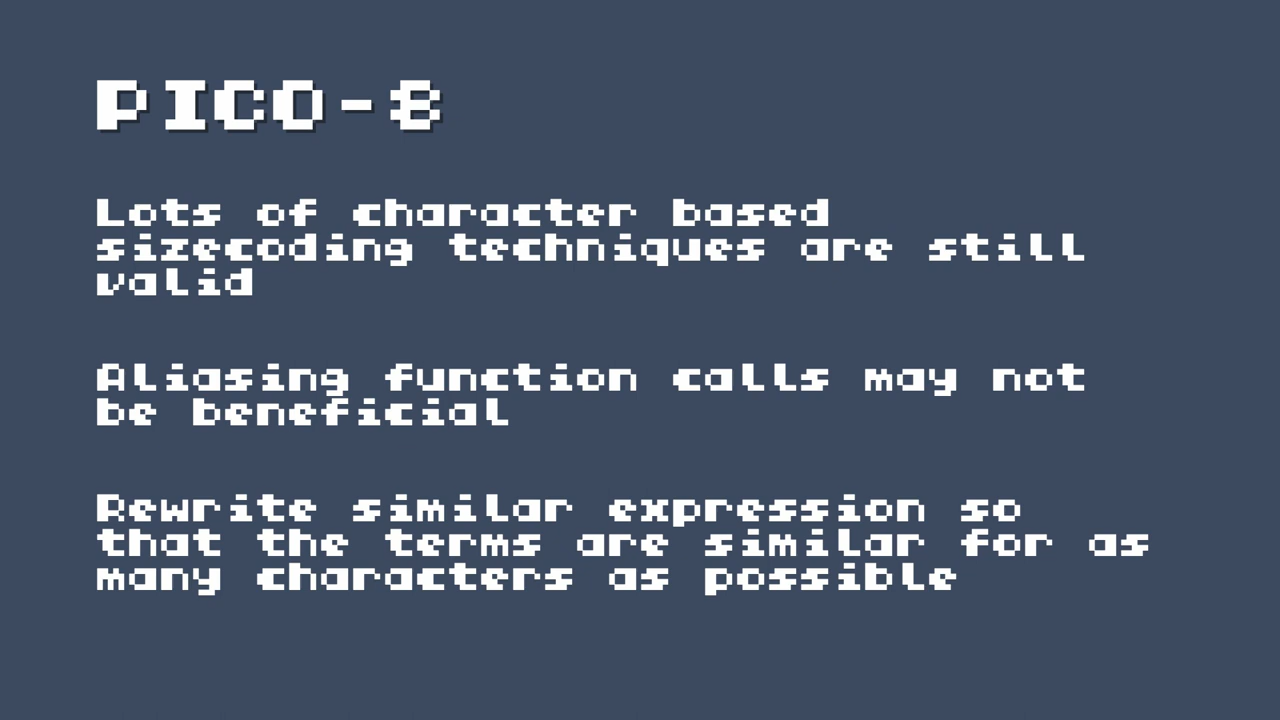 PICO-8
Lots of character based
sizecoding techniques are still
valid
Aliasing function calls may not
be beneficial
Rewrite similar expression so
that the terms are similar for as
many characters as possible